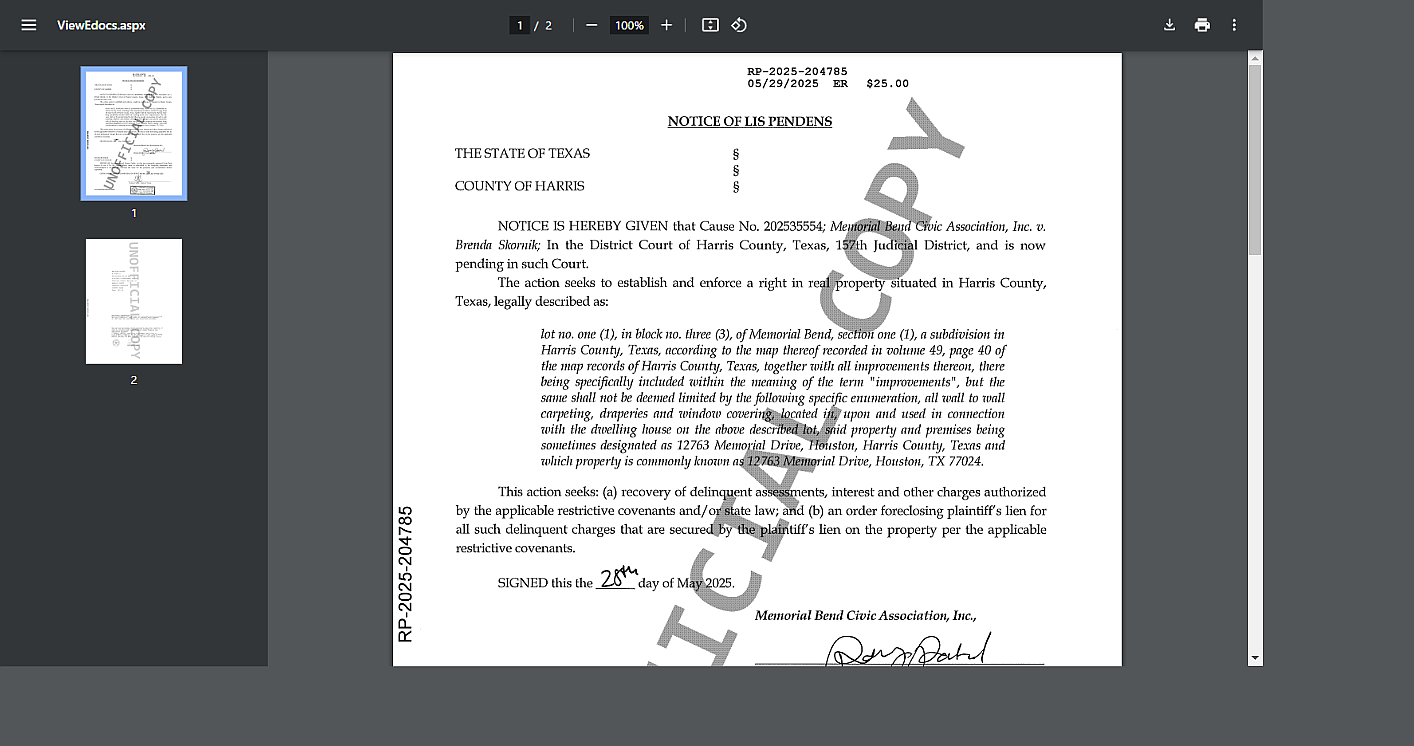 ViewEdocs.aspx
1 / 2
100%
1
2
RP-2025-204785
05/29/2025 ER $25.00
NOTICE OF LIS PENDENS
THE STATE OF TEXAS §
§
COUNTY OF HARRIS §
NOTICE IS HEREBY GIVEN that Cause No. 202535554; Memorial Bend Civic Association, Inc. v.
Brenda Skornik; In the District Court of Harris County, Texas, 157th Judicial District, and is now
pending in such Court.
The action seeks to establish and enforce a right in real property situated in Harris County,
Texas, legally described as:
lot no. one (1), in block no. three (3), of Memorial Bend, section one (1), a subdivision in
Harris County, Texas, according to the map thereof recorded in volume 49, page 40 of
the map records of Harris County, Texas, together with all improvements thereon, there
being specifically included within the meaning of the term "improvements", but the
same shall not be deemed limited by the following specific enumeration, all wall to wall
carpeting, draperies and window covering, located in, upon and used in connection
with the dwelling house on the above described lot, said property and premises being
sometimes designated as 12763 Memorial Drive, Houston, Harris County, Texas and
which property is commonly known as 12763 Memorial Drive, Houston, TX 77024.
This action seeks: (a) recovery of delinquent assessments, interest and other charges authorized
by the applicable restrictive covenants and/or state law; and (b) an order foreclosing plaintiff's lien for
all such delinquent charges that are secured by the plaintiff's lien on the property per the applicable
restrictive covenants.
SIGNED this the 28th day of May 2025.
Memorial Bend Civic Association, Inc.,
RP-2025-204785
ICIAL COPY
UNOFFICIAL COPY
UNOFFICIAL COPY